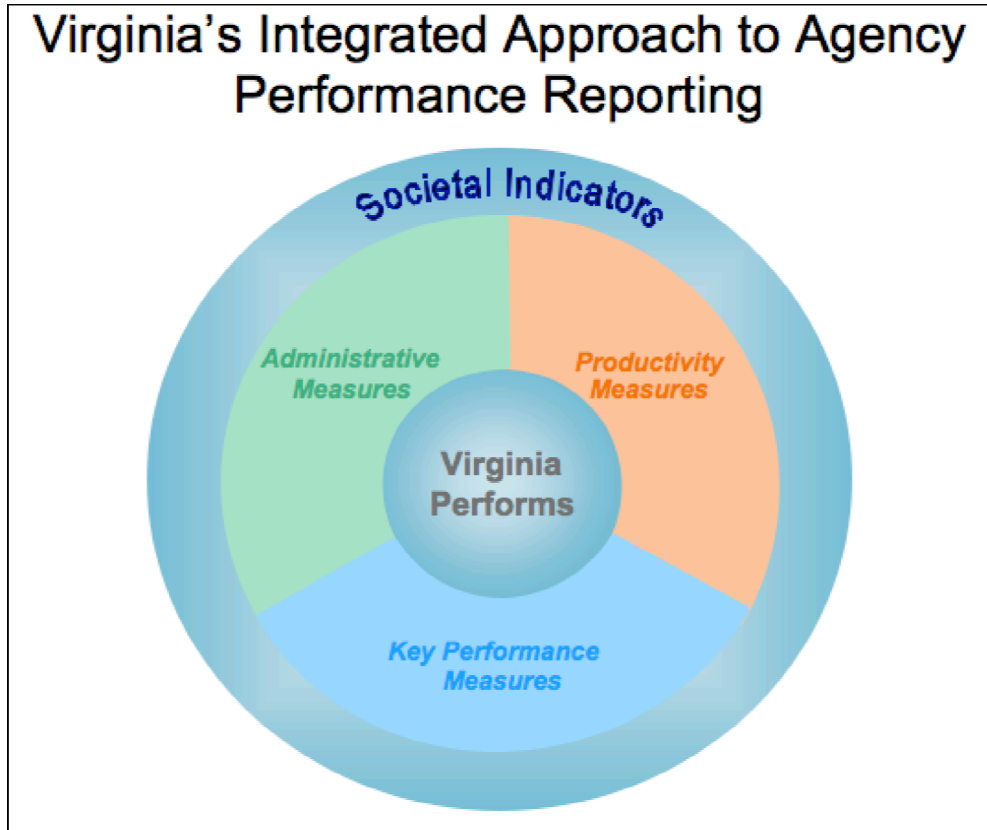 Virginia’s Integrated Approach to Agency
Performance Reporting
Societal Indicators
Administrative
Measures
Productivity
Measures
Virginia
Performs
Key Performance
Measures